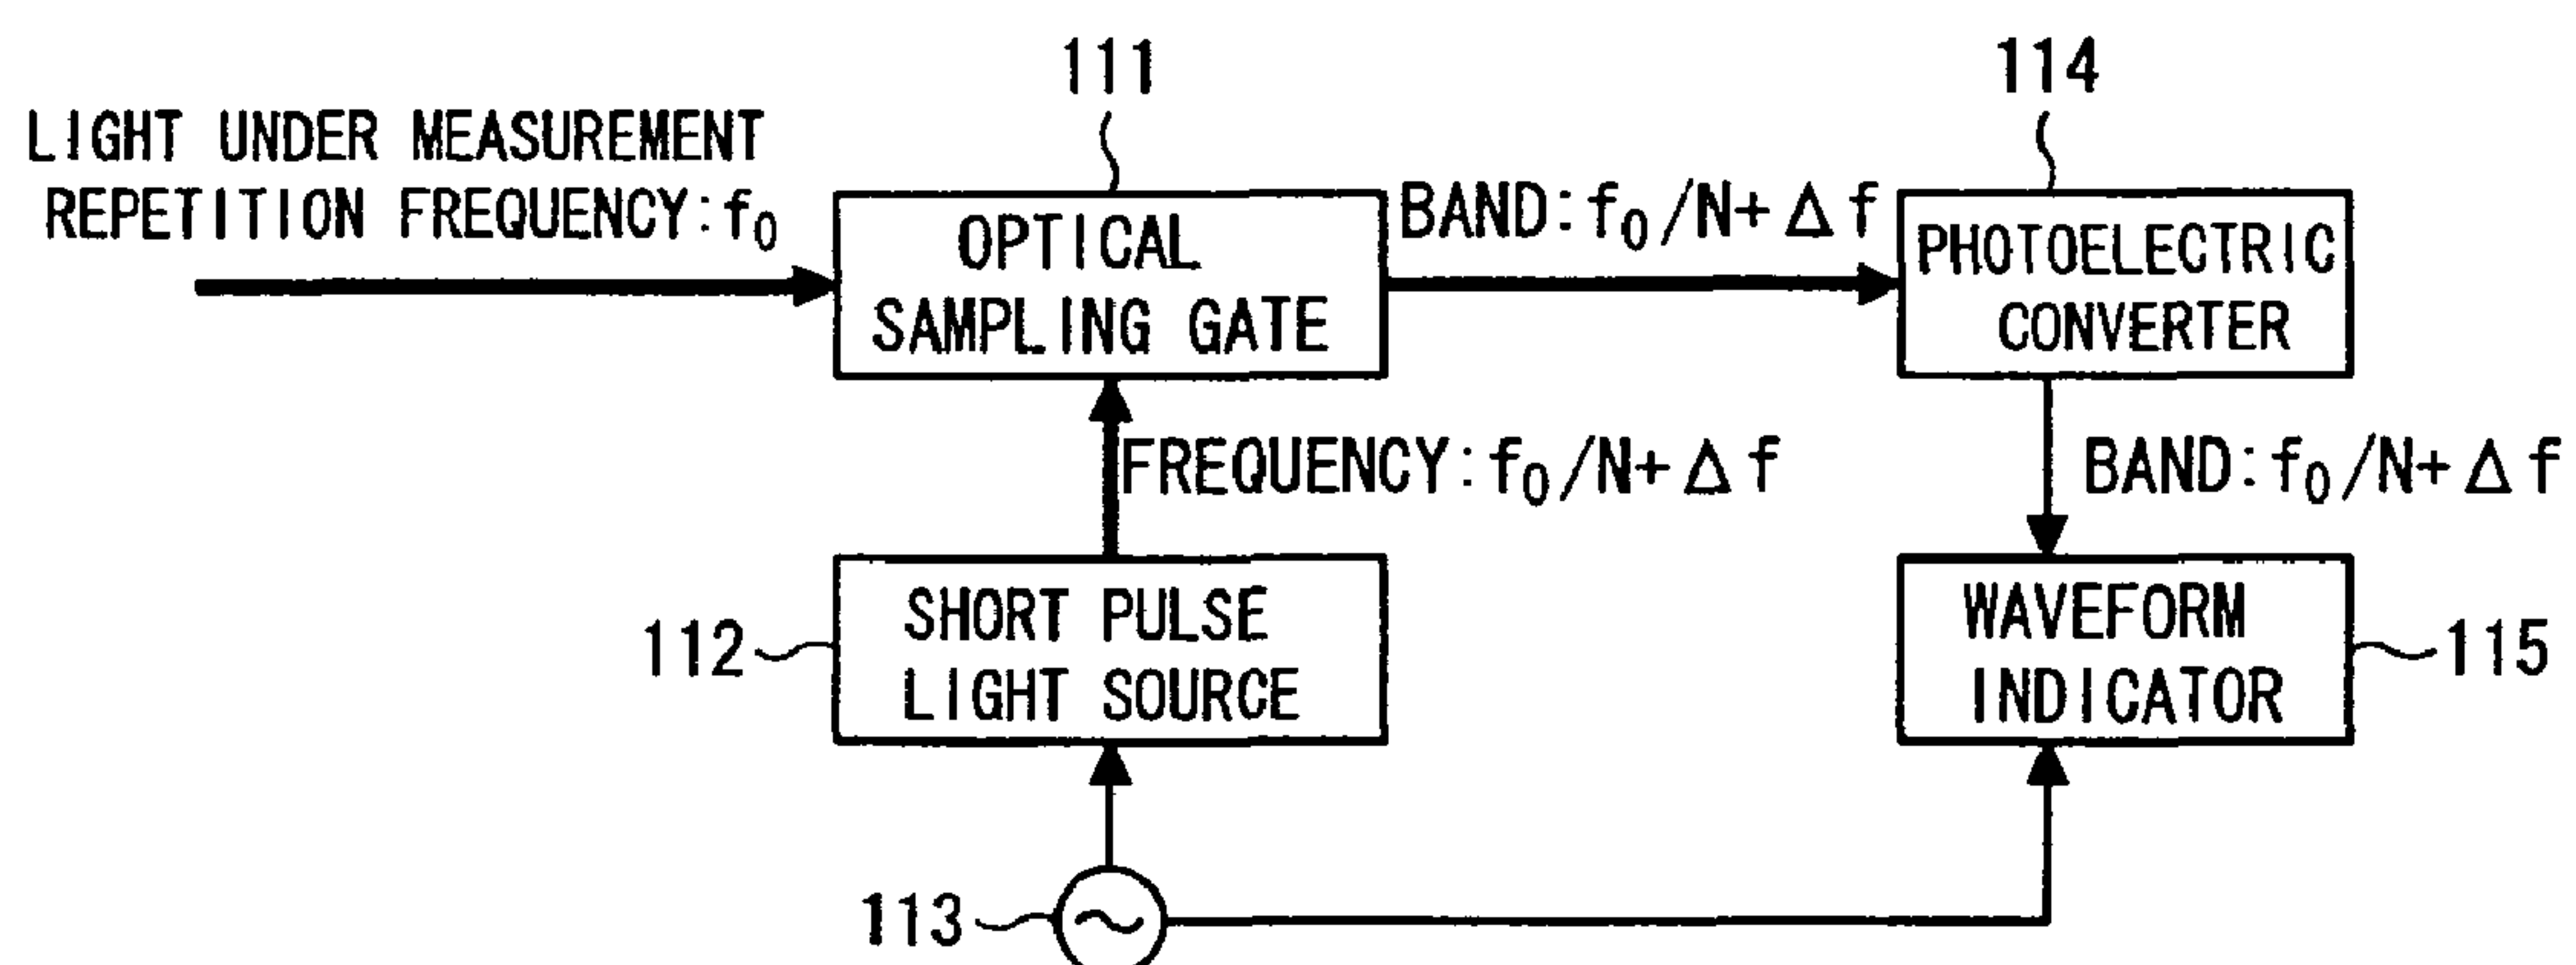 111
114
LIGHT UNDER MEASUREMENT
REPETITION FREQUENCY:f₀
OPTICAL
SAMPLING GATE
BAND:f₀/N+Δf
PHOTOELECTRIC
CONVERTER
FREQUENCY:f₀/N+Δf
BAND:f₀/N+Δf
112
SHORT PULSE
LIGHT SOURCE
WAVEFORM
INDICATOR
115
113
~